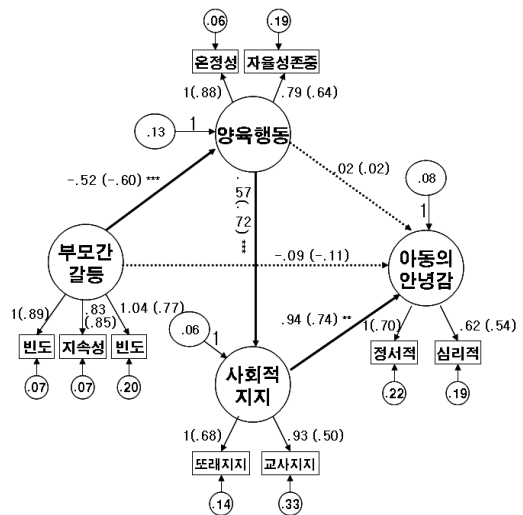 .06
.19
온정성
자율성존중
1(.88)
.79 (.64)
.13
1
양육행동
-.52 (-.60) ***
.57
(.72)
***
.02 (.02)
.08
1
부모간
갈등
-.09 (-.11)
아동의
안녕감
1(.89)
.83
(.85)
1.04 (.77)
.94 (.74) **
1(.70)
.62 (.54)
빈도
지속성
빈도
.07
.07
.20
.06
1
사회적
지지
정서적
심리적
.22
.19
1(.68)
.93 (.50)
또래지지
교사지지
.14
.33